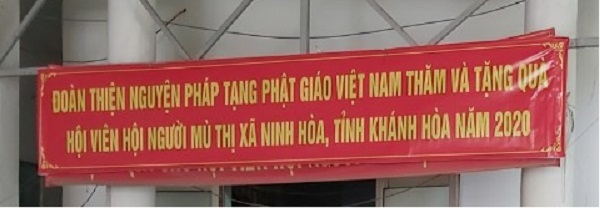 ĐOÀN THIỆN NGUYỆN PHÁP TẠNG PHẬT GIÁO VIỆT NAM THĂM VÀ TẶNG QUÀ
HỘI VIÊN HỘI NGƯỜI MÙ THỊ XÃ NINH HÒA, TỈNH KHÁNH HÒA NĂM 2020